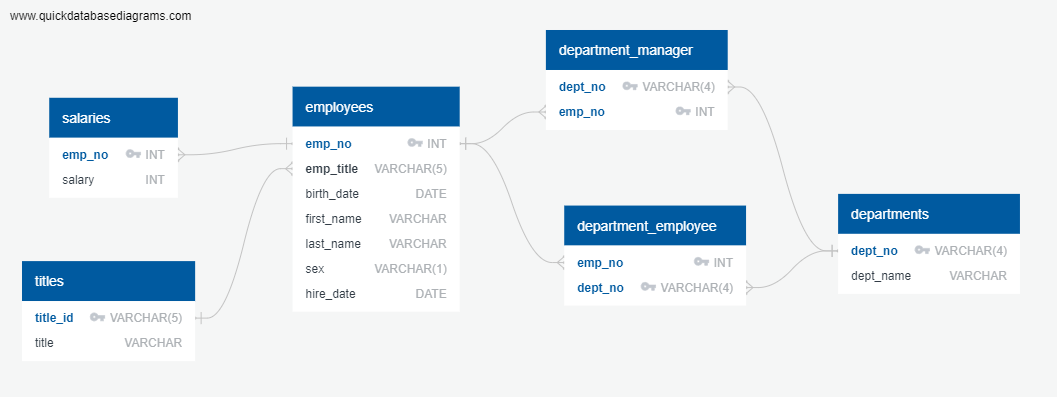 www.quickdatabasediagrams.com
salaries
emp_no INT
salary INT
titles
title_id VARCHAR(5)
title VARCHAR
employees
emp_no INT
emp_title VARCHAR(5)
birth_date DATE
first_name VARCHAR
last_name VARCHAR
sex VARCHAR(1)
hire_date DATE
department_manager
dept_no VARCHAR(4)
emp_no INT
department_employee
emp_no INT
dept_no VARCHAR(4)
departments
dept_no VARCHAR(4)
dept_name VARCHAR